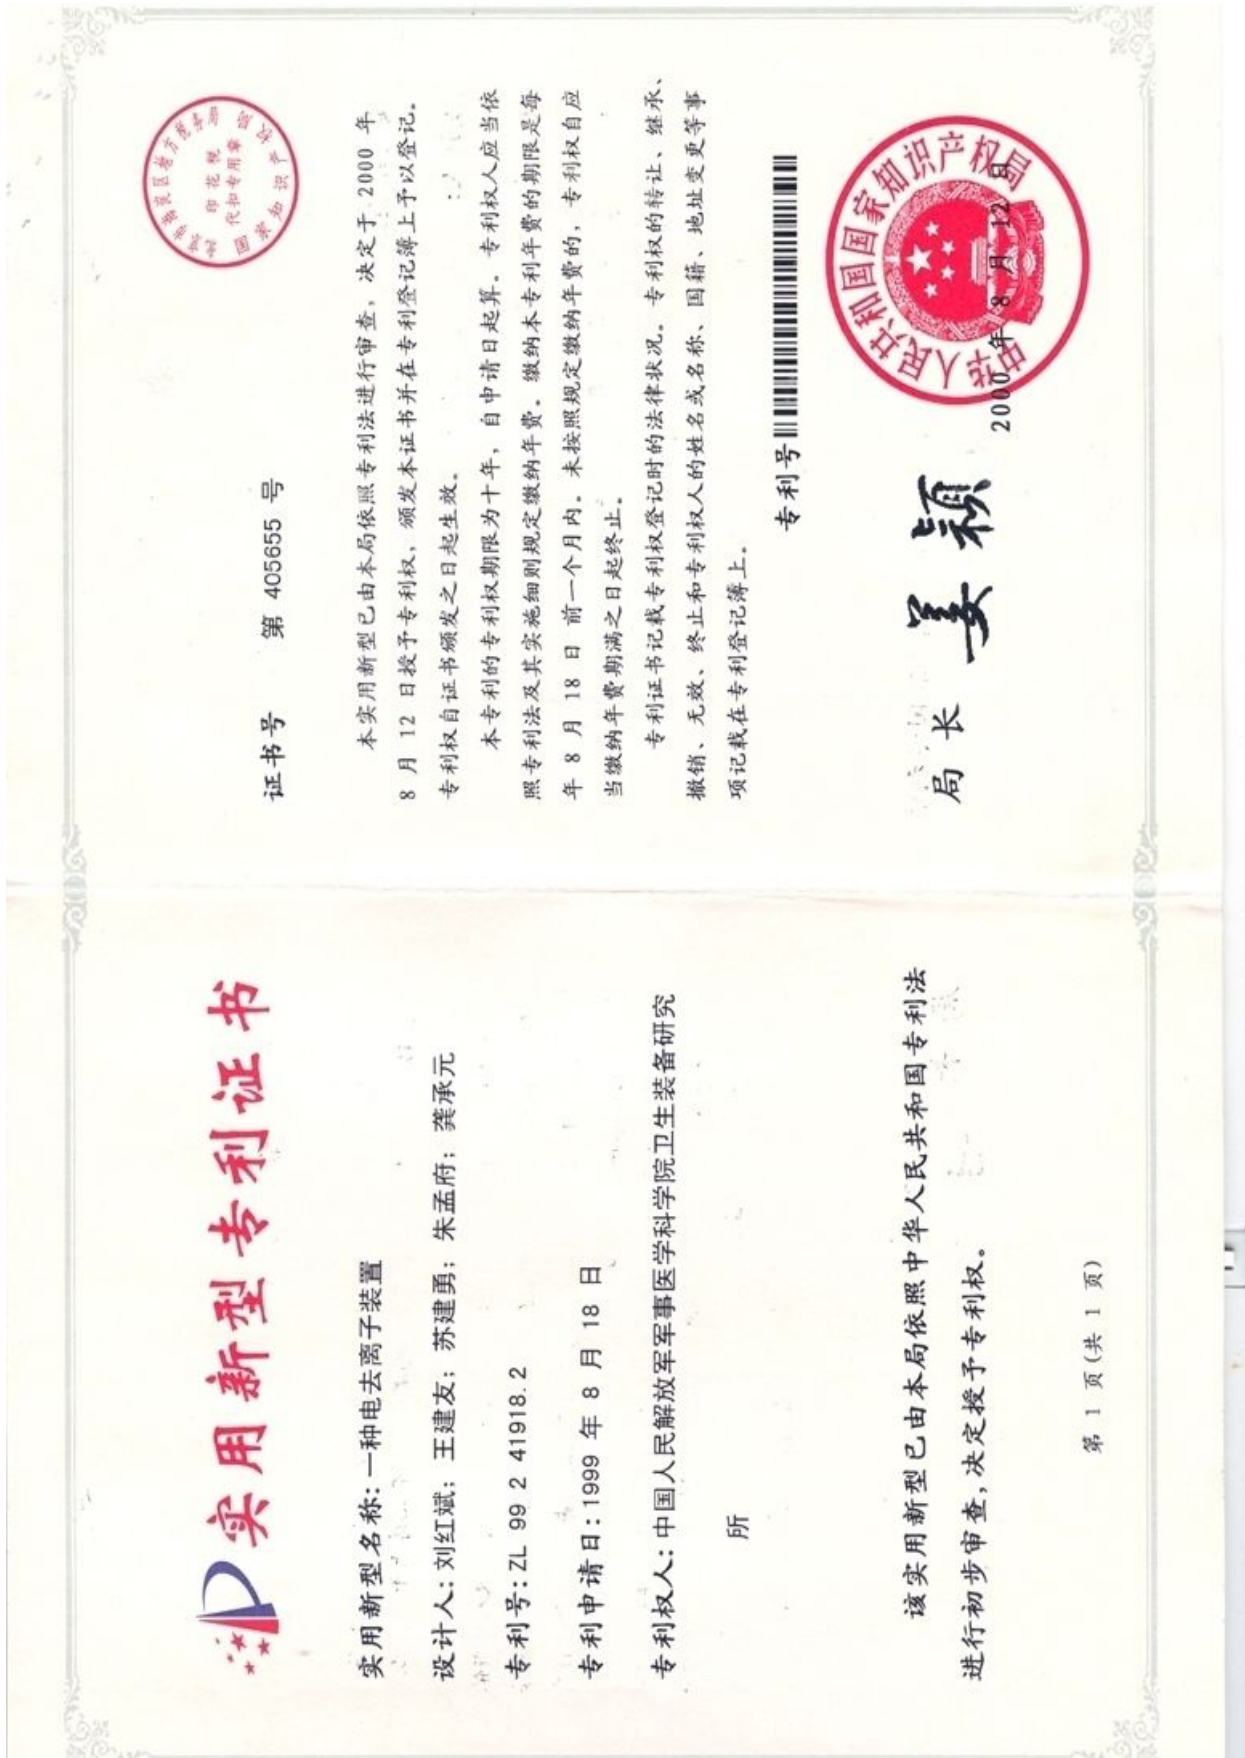 实用新型专利证书
实用新型名称：一种电去离子装置
设计人：刘红斌；王建友；苏建勇；朱孟府；龚承元
专利号：ZL 99 2 41918.2
专利申请日：1999 年 8 月 18 日
专利权人：中国人民解放军军事医学科学院卫生装备研究
所
该实用新型已由本局依照中华人民共和国专利法
进行初步审查，决定授予专利权。
第 1 页（共 1 页）
证书号 第 405655 号
本实用新型已由本局依照专利法进行审查，决定于 2000 年
8 月 12 日授予专利权，颁发本证书并在专利登记簿上予以登记。
专利权自证书颁发之日起生效。
本专利的专利权期限为十年，自申请日起算。专利权人应当依
照专利法及其实施细则规定缴纳年费。缴纳本专利年费的期限是每
年 8 月 18 日 前一个月内。未按照规定缴纳年费的，专利权自应
当缴纳年费期满之日起终止。
专利证书记载专利权登记时的法律状况。专利权的转让、继承、
撤销、无效、终止和专利权人的姓名或名称、国籍、地址变更等事
项记载在专利登记簿上。
专利号
局长 姜颖
2000 年 8 月 12 日
中华人民共和国国家知识产权局
印花税
代扣专用章
国家知识产权局